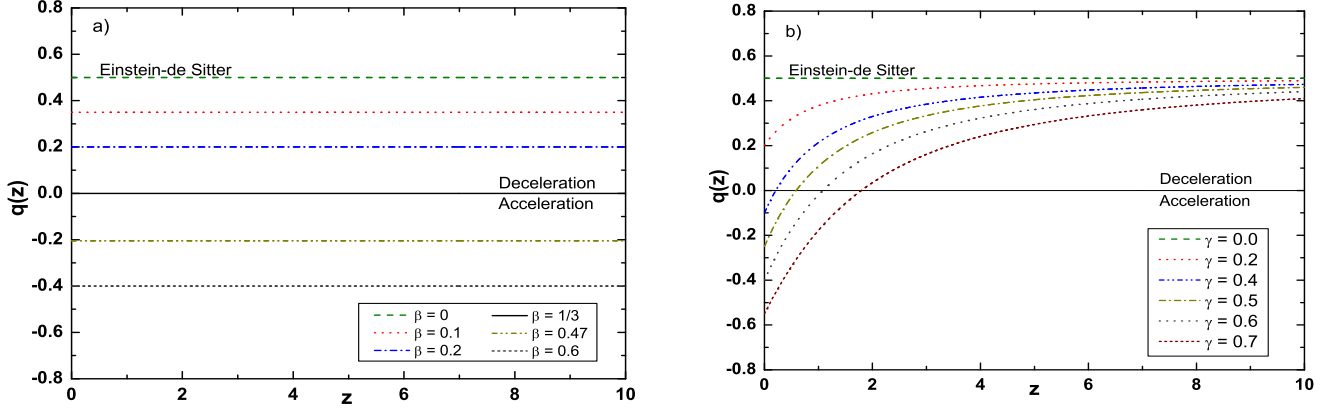 a)
0.8
0.6
Einstein-de Sitter
0.4
0.2
Deceleration
0.0
Acceleration
-0.2
-0.4
-0.6
-0.8
q(z)
β = 0
β = 1/3
β = 0.1
β = 0.47
β = 0.2
β = 0.6
0 2 4 6 8 10
z
b)
0.8
0.6
Einstein-de Sitter
0.4
0.2
Deceleration
0.0
Acceleration
-0.2
-0.4
-0.6
-0.8
q(z)
γ = 0.0
γ = 0.2
γ = 0.4
γ = 0.5
γ = 0.6
γ = 0.7
0 2 4 6 8 10
z